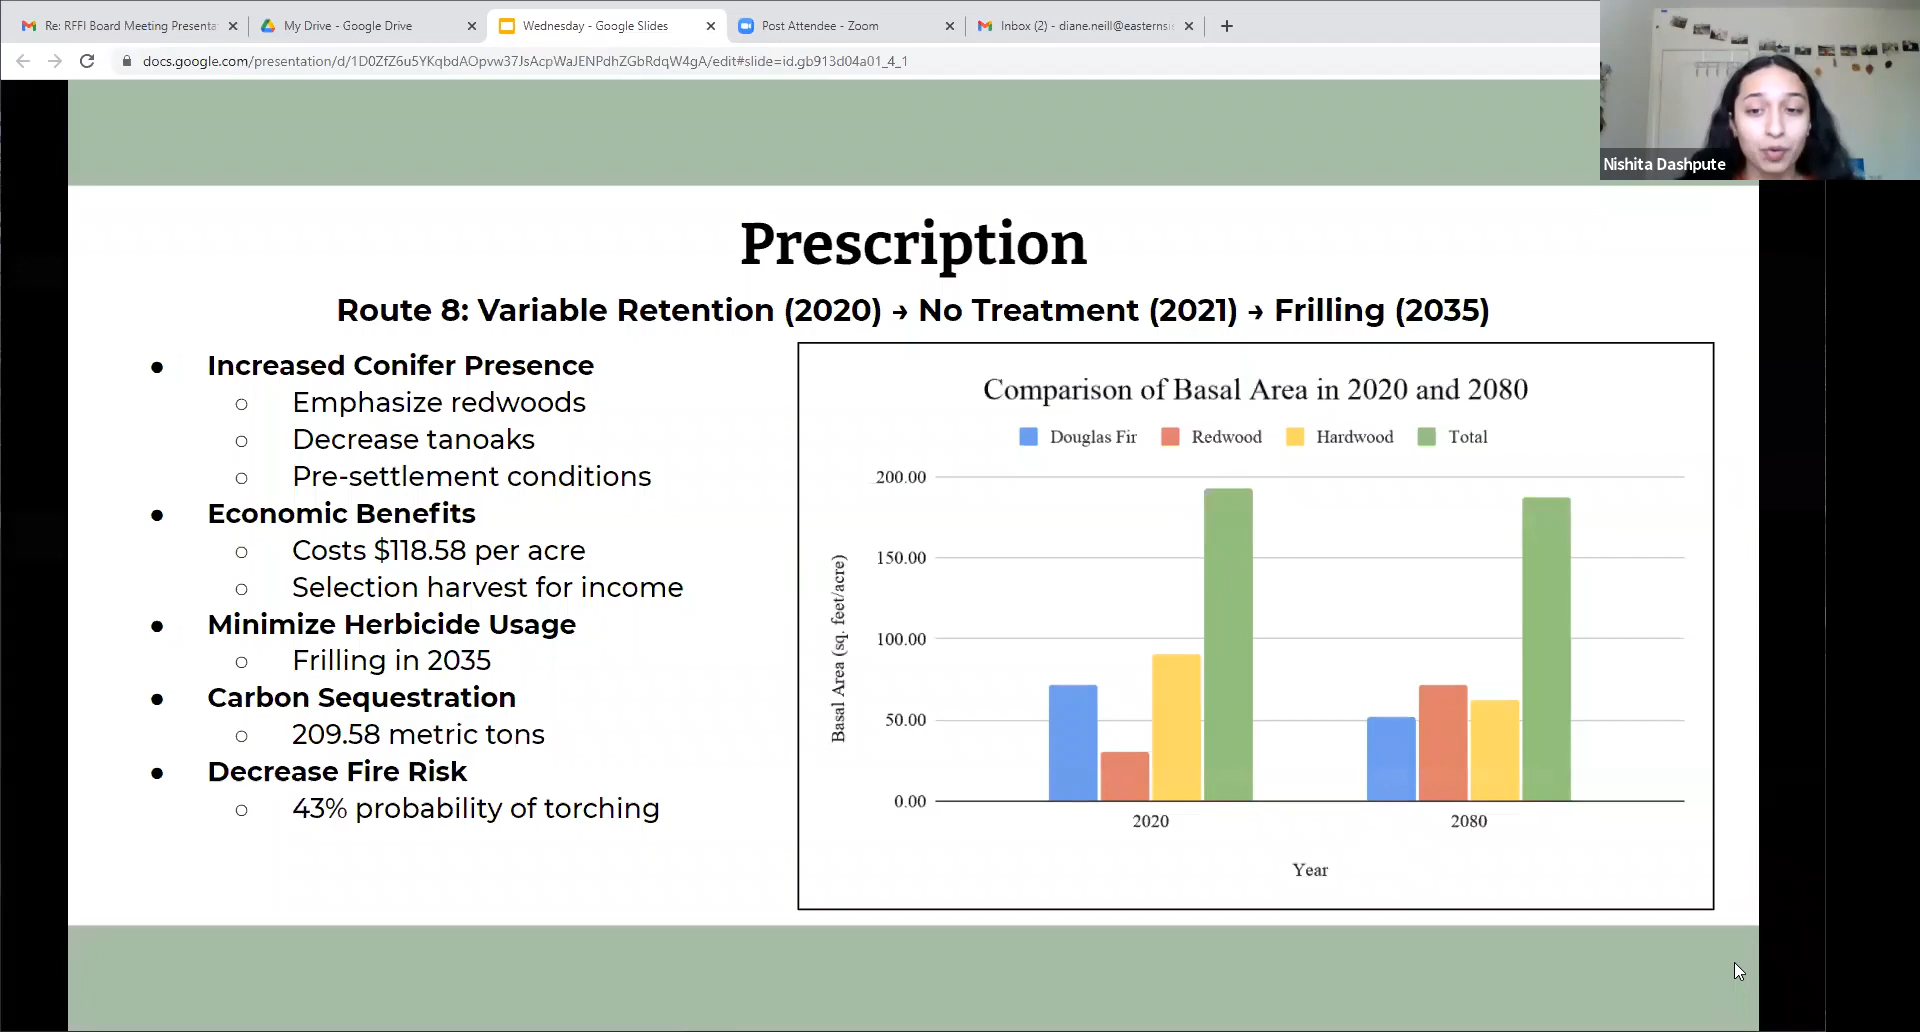 Re: RFFI Board Meeting Presenta
My Drive - Google Drive
Wednesday - Google Slides
Post Attendee - Zoom
Inbox (2) - diane.neill@easterns
docs.google.com/presentation/d/1D0ZfZ6u5YKqbdAOpvw37JsAcpWaJENPdhZGbRdqW4gA/edit#slide=id.gb913d04a01_4_1
Nishita Dashpute
Prescription
Route 8: Variable Retention (2020) → No Treatment (2021) → Frilling (2035)
● Increased Conifer Presence
○ Emphasize redwoods
○ Decrease tanoaks
○ Pre-settlement conditions
● Economic Benefits
○ Costs $118.58 per acre
○ Selection harvest for income
● Minimize Herbicide Usage
○ Frilling in 2035
● Carbon Sequestration
○ 209.58 metric tons
● Decrease Fire Risk
○ 43% probability of torching
Comparison of Basal Area in 2020 and 2080
Douglas Fir Redwood Hardwood Total
Basal Area (sq. feet/acre)
200.00
150.00
100.00
50.00
0.00
2020 2080
Year